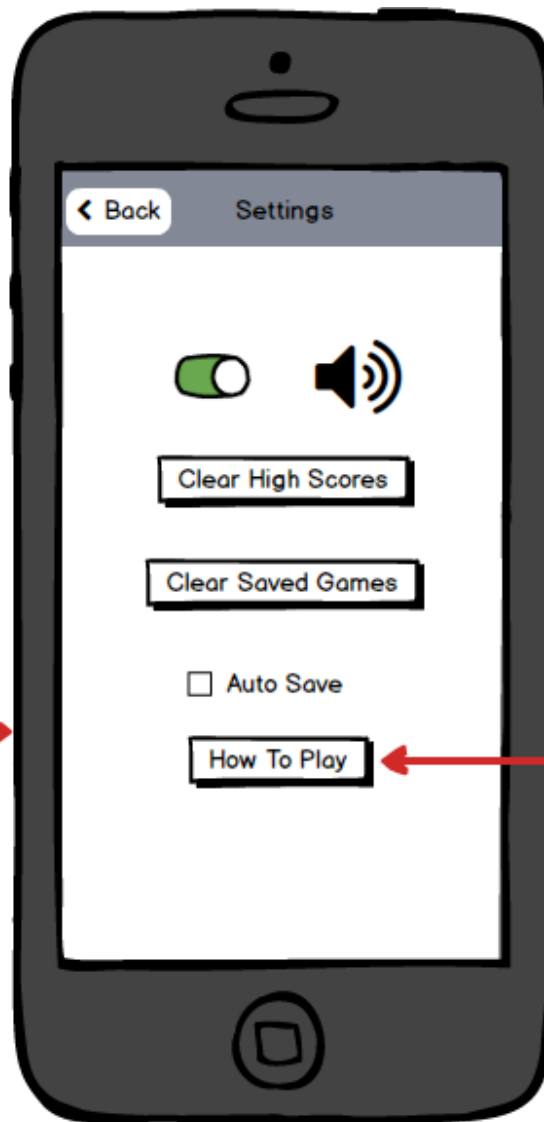 Back Settings
Clear High Scores
Clear Saved Games
Auto Save
How To Play